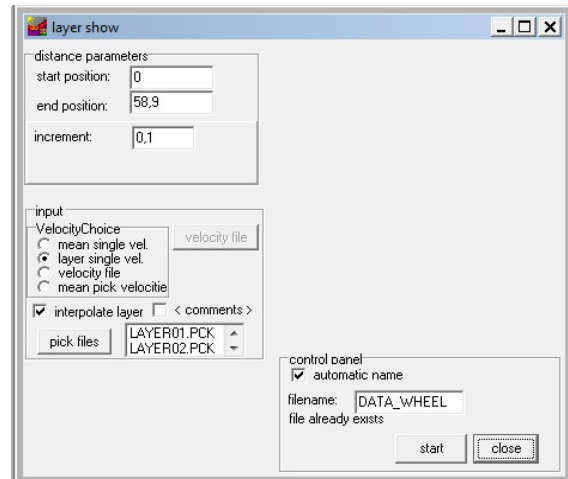 layer show
distance parameters
start position: 0
end position: 58,9
increment: 0,1
input
VelocityChoice
mean single vel.
layer single vel.
velocity file
mean pick velocitie
velocity file
interpolate layer < comments >
pick files
LAYER01.PCK
LAYER02.PCK
control panel
automatic name
filename: DATA_WHEEL
file already exists
start close